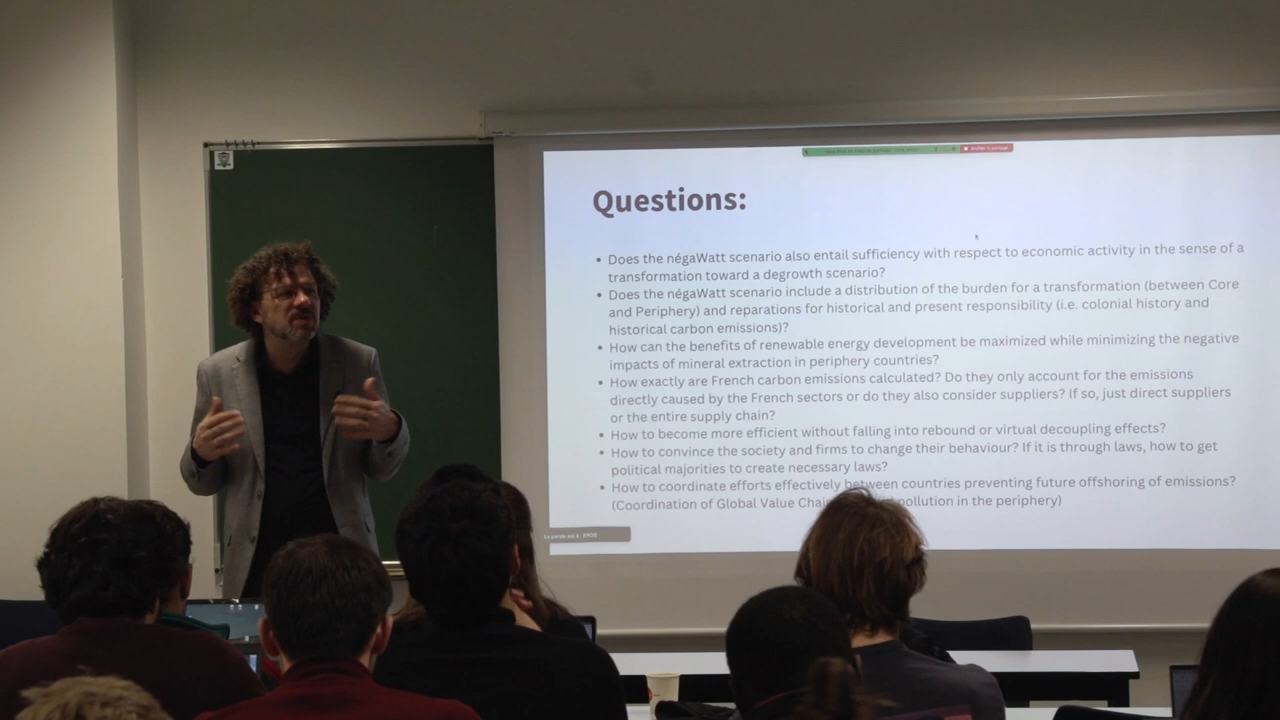 Questions:
• Does the négaWatt scenario also entail sufficiency with respect to economic activity in the sense of a
transformation toward a degrowth scenario?
• Does the négaWatt scenario include a distribution of the burden for a transformation (between Core
and Periphery) and reparations for historical and present responsibility (i.e. colonial history and
historical carbon emissions)?
• How can the benefits of renewable energy development be maximized while minimizing the negative
impacts of mineral extraction in periphery countries?
• How exactly are French carbon emissions calculated? Do they only account for the emissions
directly caused by the French sectors or do they also consider suppliers? If so, just direct suppliers
or the entire supply chain?
• How to become more efficient without falling into rebound or virtual decoupling effects?
• How to convince the society and firms to change their behaviour? If it is through laws, how to get
political majorities to create necessary laws?
• How to coordinate efforts effectively between countries preventing future offshoring of emissions?
(Coordination of Global Value Chai pollution in the periphery)
La parole est à :